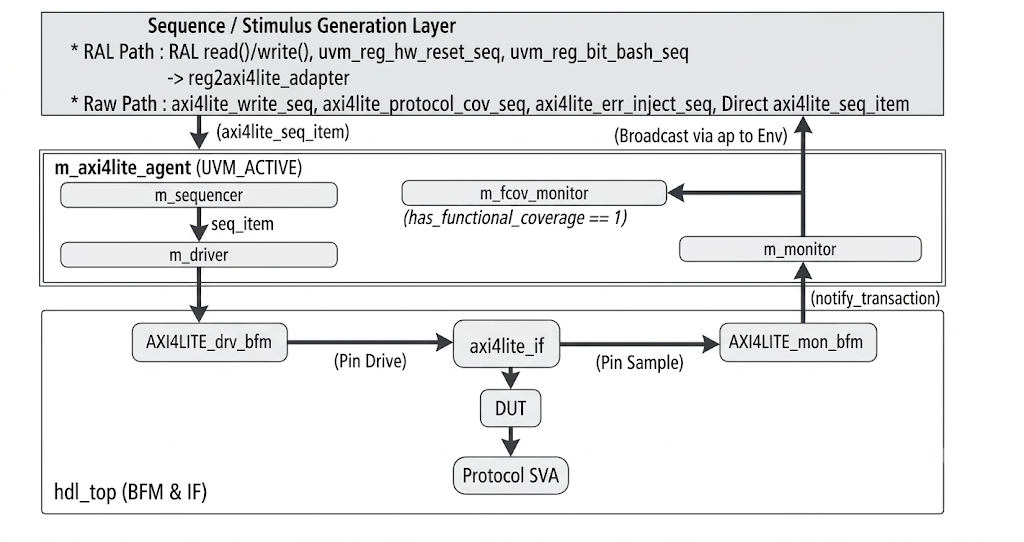 Sequence / Stimulus Generation Layer
* RAL Path : RAL read()/write(), uvm_reg_hw_reset_seq, uvm_reg_bit_bash_seq
-> reg2axi4lite_adapter
* Raw Path : axi4lite_write_seq, axi4lite_protocol_cov_seq, axi4lite_err_inject_seq, Direct axi4lite_seq_item
(axi4lite_seq_item)
(Broadcast via ap to Env)
m_axi4lite_agent (UVM_ACTIVE)
m_sequencer
m_fcov_monitor
seq_item
(has_functional_coverage == 1)
m_driver
m_monitor
(notify_transaction)
AXI4LITE_drv_bfm
axi4lite_if
AXI4LITE_mon_bfm
(Pin Drive)
(Pin Sample)
DUT
Protocol SVA
hdl_top (BFM & IF)